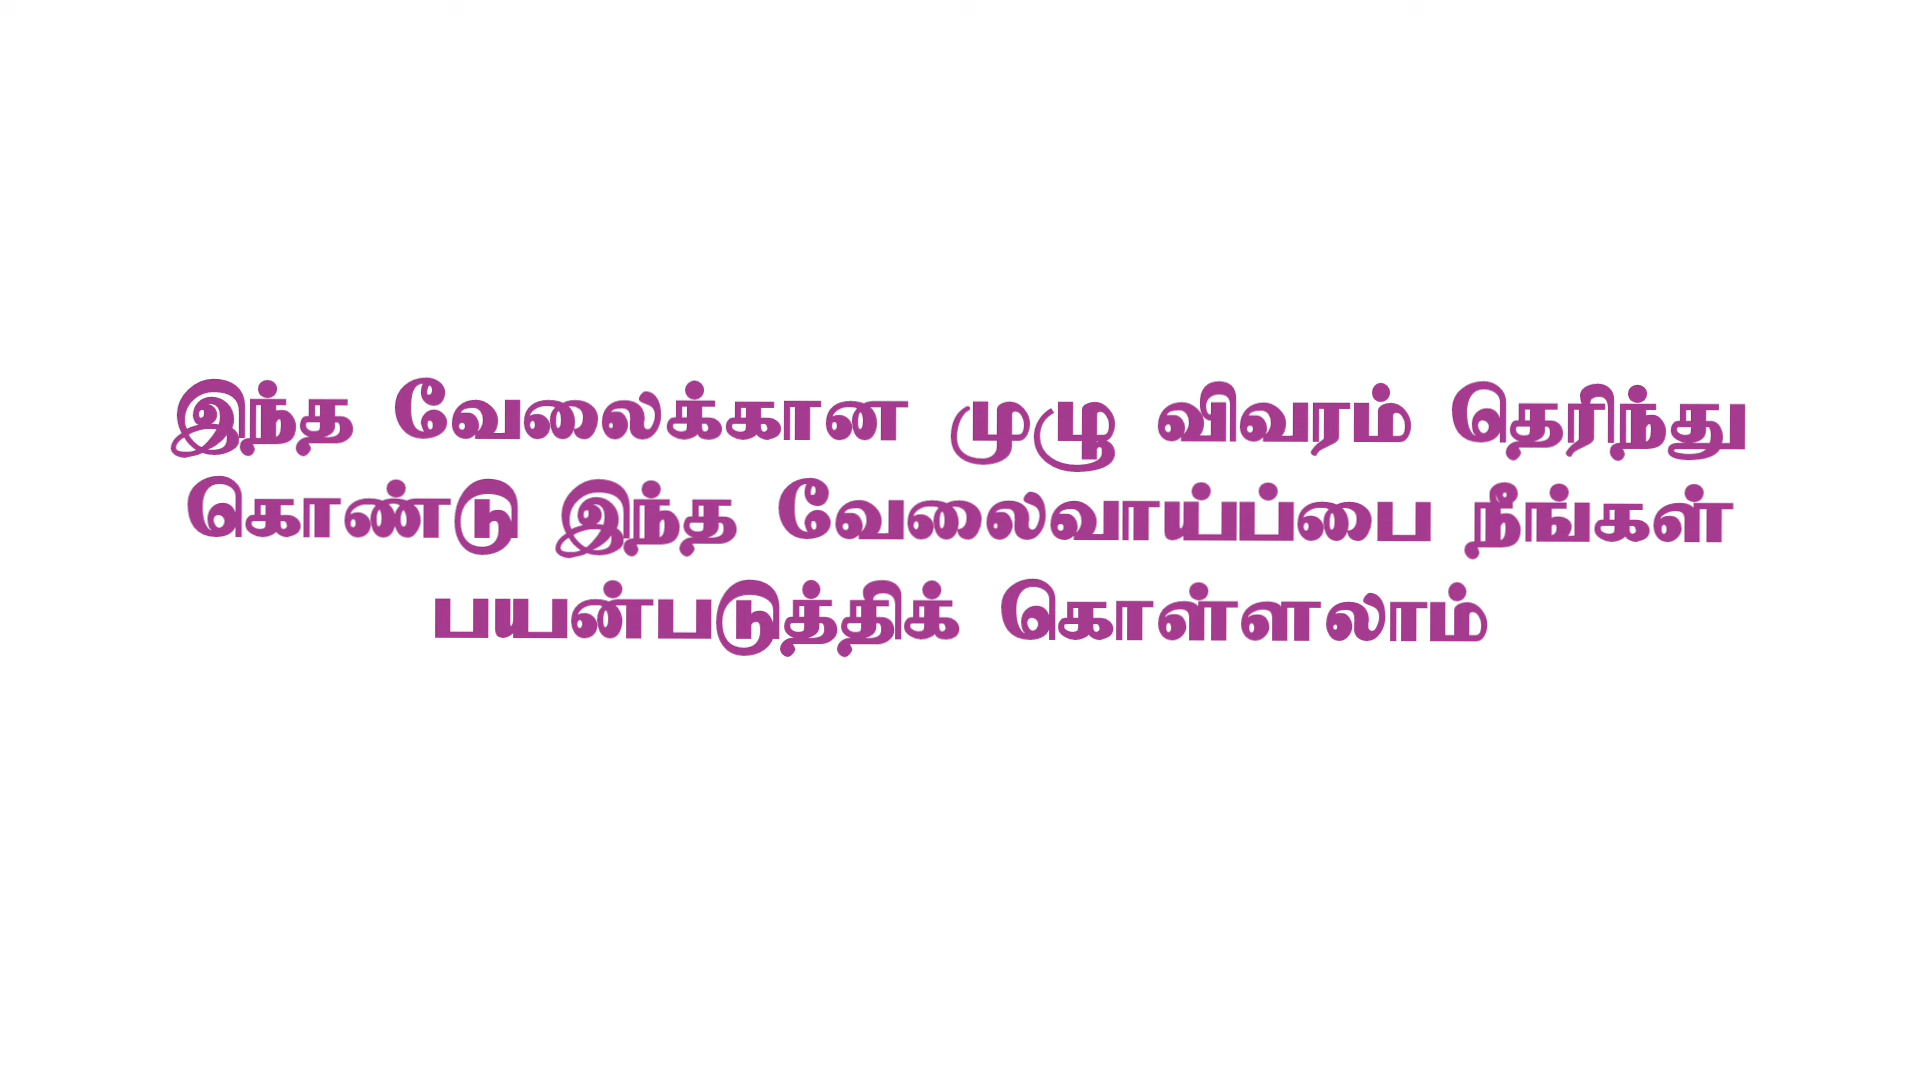 இந்த வேலைக்கான முழு விவரம் தெரிந்து
கொண்டு இந்த வேலைவாய்ப்பை நீங்கள்
பயன்படுத்திக் கொள்ளலாம்